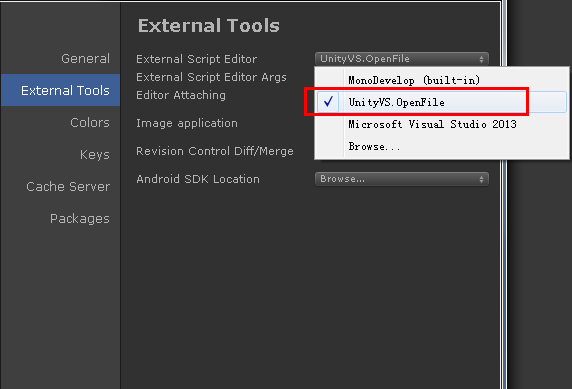 External Tools
General
External Tools
Colors
Keys
Cache Server
Packages
External Script Editor
UnityVS.OpenFile
External Script Editor Args
Editor Attaching
Image application
Revision Control Diff/Merge
Android SDK Location
Browse...
MonoDevelop (built-in)
UnityVS.OpenFile
Microsoft Visual Studio 2013
Browse...